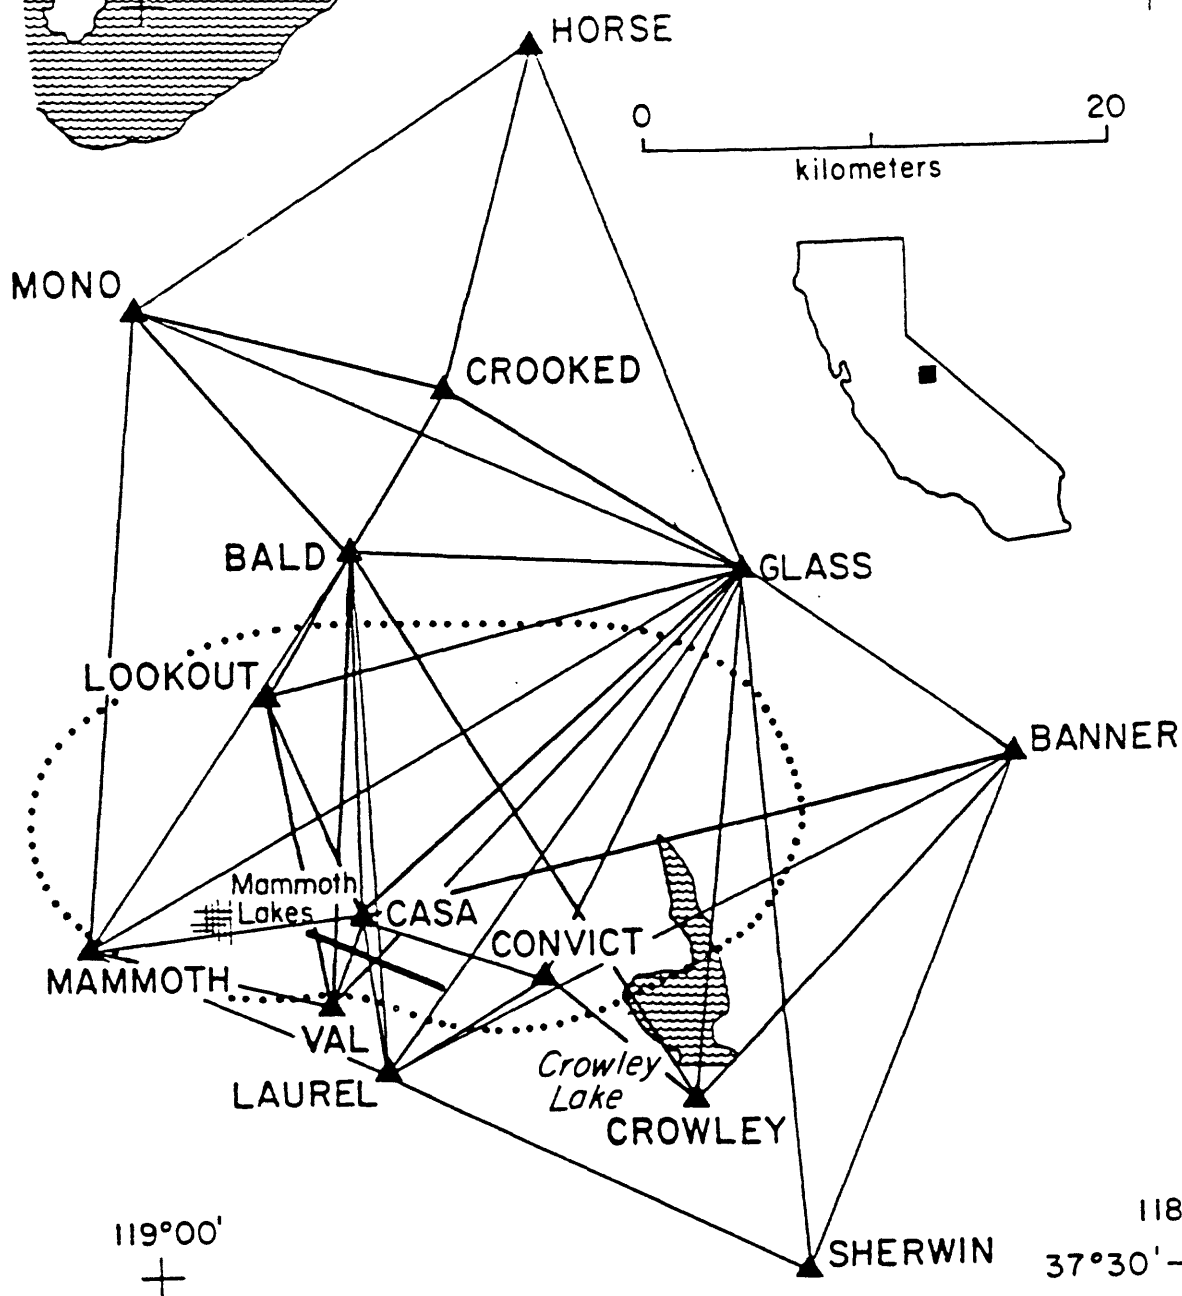 HORSE
0 20
kilometers
MONO
CROOKED
BALD
GLASS
LOOKOUT
BANNER
Mammoth
Lakes
CASA
CONVICT
MAMMOTH
VAL
LAUREL
Crowley
Lake
CROWLEY
119°00'
118
SHERWIN
37°30'